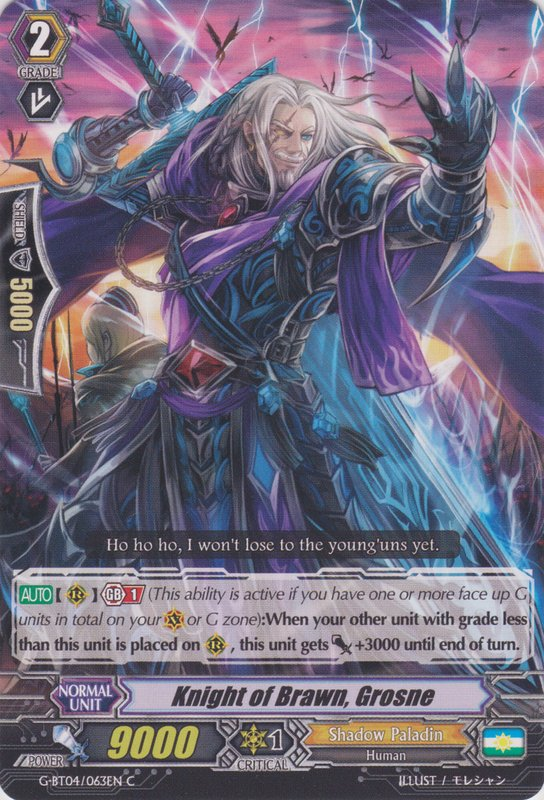 2
GRADE
SHIELD
5000
Ho ho ho, I won't lose to the young'uns yet.
AUTO 【 R 】 GB 1 (This ability is active if you have one or more face up G
units in total on your V or G zone):When your other unit with grade less
than this unit is placed on R , this unit gets +3000 until end of turn.
NORMAL
UNIT
Knight of Brawn, Grosne
POWER
9000
1
CRITICAL
Shadow Paladin
Human
G-BT04/063EN-C
ILLUST / モレシャン